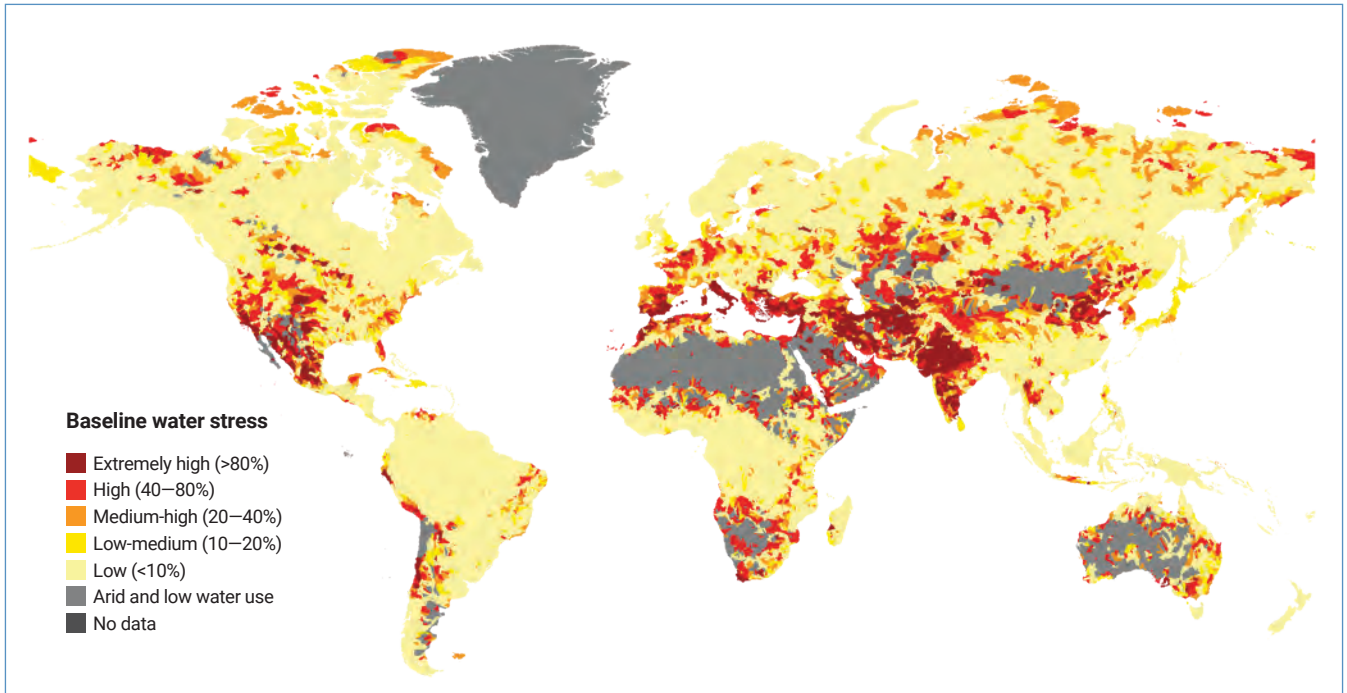 Baseline water stress
Extremely high (>80%)
High (40—80%)
Medium-high (20—40%)
Low-medium (10—20%)
Low (<10%)
Arid and low water use
No data